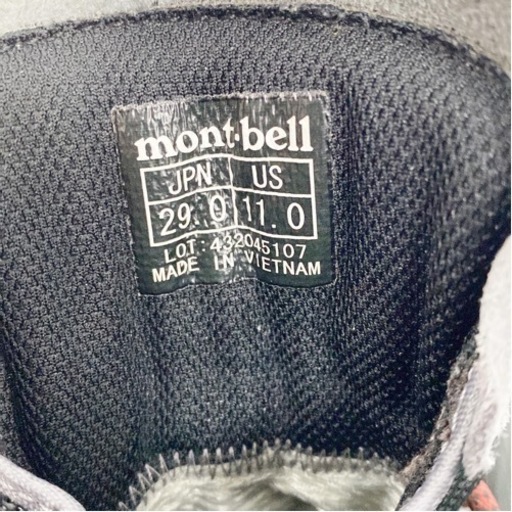 mont·bell
JPN US
29.0 11.0
LOT:432045107
MADE IN VIETNAM